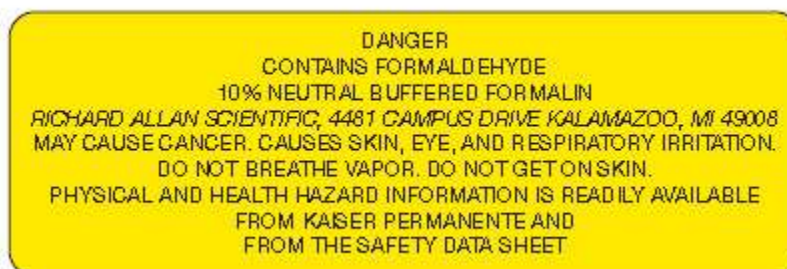 DANGER
CONTAINS FORMALDEHYDE
10% NEUTRAL BUFFERED FORMALIN
RICHARD ALLAN SCIENTIFIC, 4481 CAMPUS DRIVE KALAMAZOO, MI 49008
MAY CAUSE CANCER. CAUSES SKIN, EYE, AND RESPIRATORY IRRITATION.
DO NOT BREATHE VAPOR. DO NOT GET ON SKIN.
PHYSICAL AND HEALTH HAZARD INFORMATION IS READILY AVAILABLE
FROM KAISER PERMANENTE AND
FROM THE SAFETY DATA SHEET